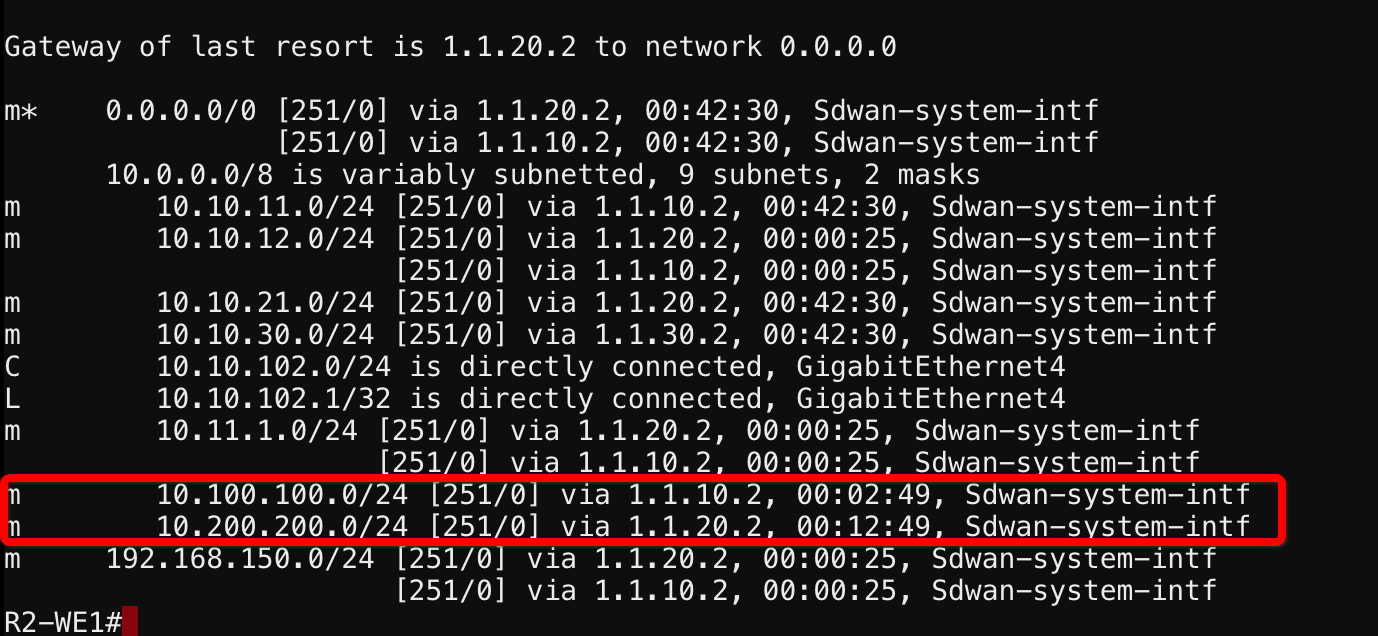 Gateway of last resort is 1.1.20.2 to network 0.0.0.0
m*    0.0.0.0/0 [251/0] via 1.1.20.2, 00:42:30, Sdwan-system-intf
                [251/0] via 1.1.10.2, 00:42:30, Sdwan-system-intf
      10.0.0.0/8 is variably subnetted, 9 subnets, 2 masks
m        10.10.11.0/24 [251/0] via 1.1.10.2, 00:42:30, Sdwan-system-intf
m        10.10.12.0/24 [251/0] via 1.1.20.2, 00:00:25, Sdwan-system-intf
                       [251/0] via 1.1.10.2, 00:00:25, Sdwan-system-intf
m        10.10.21.0/24 [251/0] via 1.1.20.2, 00:42:30, Sdwan-system-intf
m        10.10.30.0/24 [251/0] via 1.1.30.2, 00:42:30, Sdwan-system-intf
C        10.10.102.0/24 is directly connected, GigabitEthernet4
L        10.10.102.1/32 is directly connected, GigabitEthernet4
m        10.11.1.0/24 [251/0] via 1.1.20.2, 00:00:25, Sdwan-system-intf
                      [251/0] via 1.1.10.2, 00:00:25, Sdwan-system-intf
m        10.100.100.0/24 [251/0] via 1.1.10.2, 00:02:49, Sdwan-system-intf
m        10.200.200.0/24 [251/0] via 1.1.20.2, 00:12:49, Sdwan-system-intf
m     192.168.150.0/24 [251/0] via 1.1.20.2, 00:00:25, Sdwan-system-intf
                       [251/0] via 1.1.10.2, 00:00:25, Sdwan-system-intf
R2-WE1#